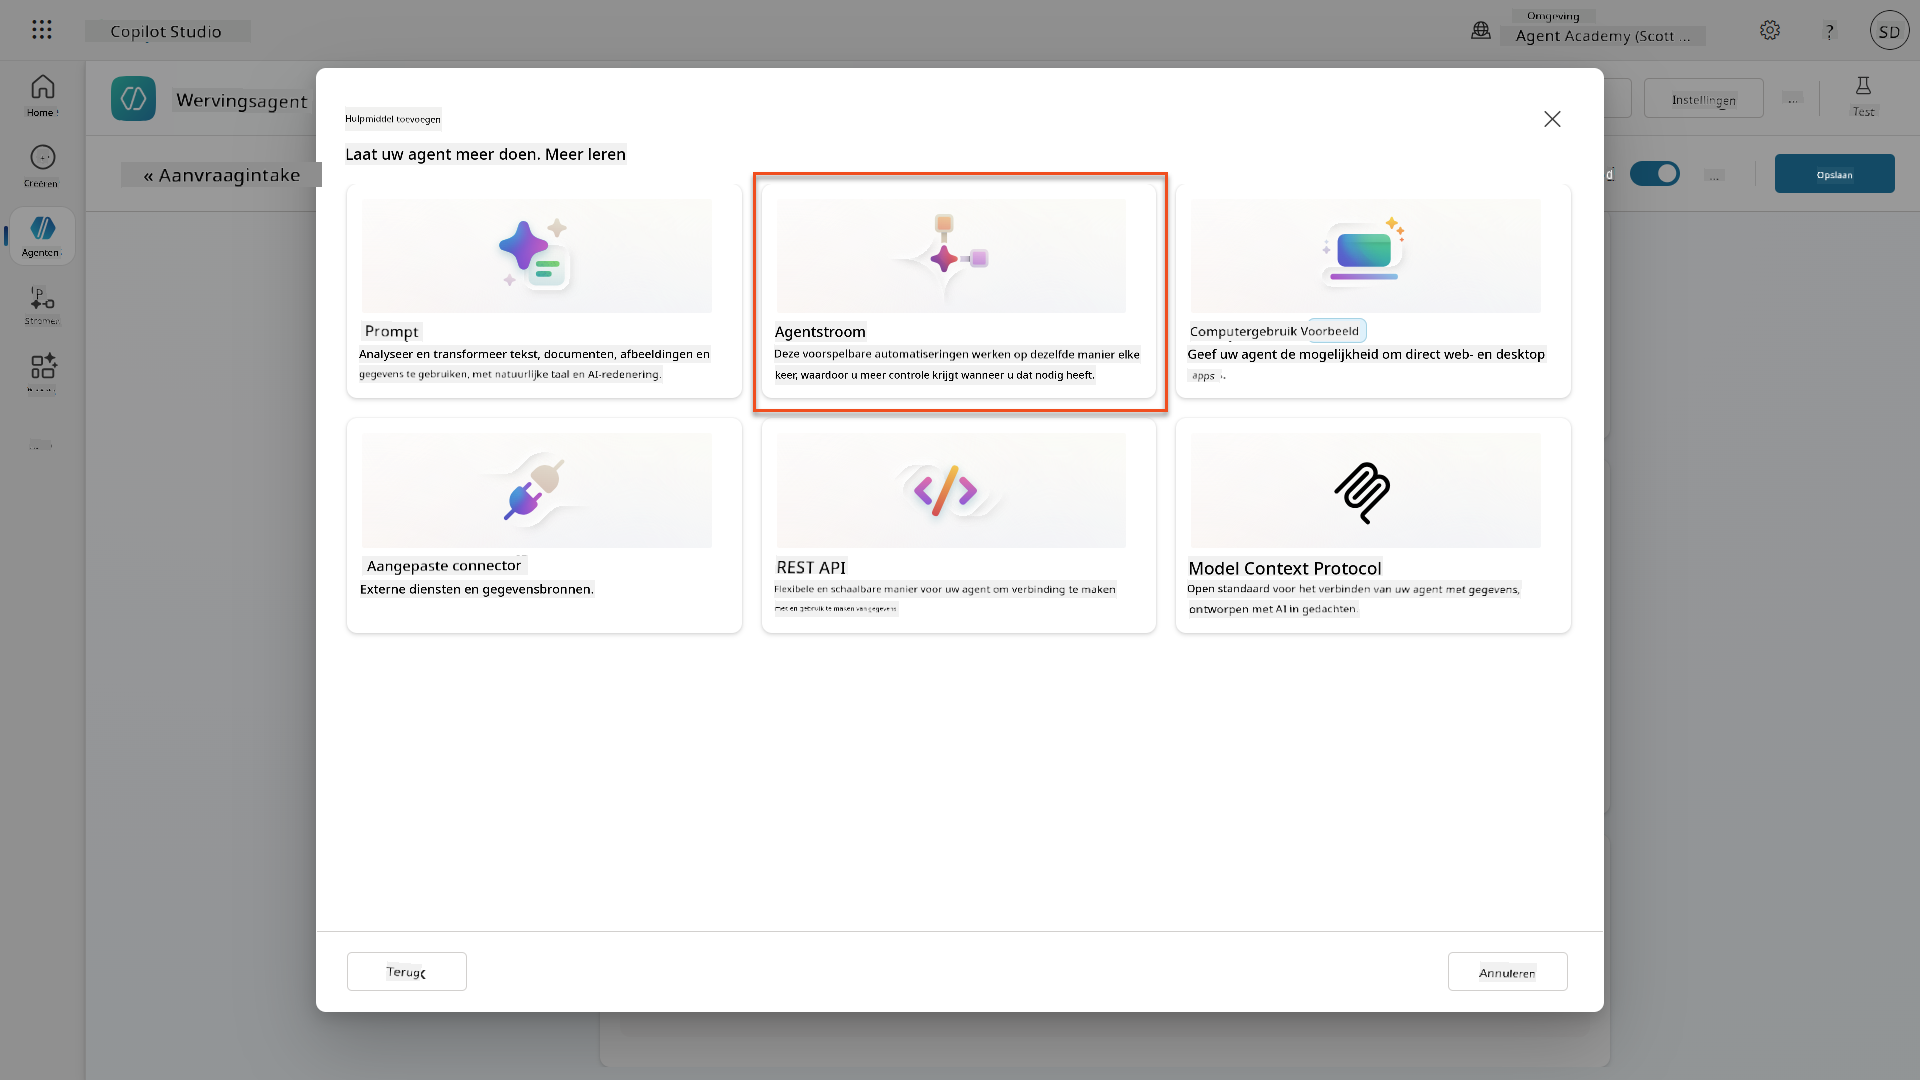 Copilot Studio
Omgeving
Agent Academy (Scott ...
?
SD
Home
Wervingsagent
Instellingen
...
Test
Creëren
« Aanvraagintake
d
...
Opslaan
Agenten
Stromen
Hulpmiddel toevoegen
Laat uw agent meer doen. Meer leren
Prompt
Analyseer en transformeer tekst, documenten, afbeeldingen en
gegevens te gebruiken, met natuurlijke taal en AI-redenering.
Agentstroom
Deze voorspelbare automatiseringen werken op dezelfde manier elke
keer, waardoor u meer controle krijgt wanneer u dat nodig heeft.
Computergebruik Voorbeeld
Geef uw agent de mogelijkheid om direct web- en desktop
apps .
Aangepaste connector
Externe diensten en gegevensbronnen.
REST API
Flexibele en schaalbare manier voor uw agent om verbinding te maken
met en gebruik te maken van gegevens
Model Context Protocol
Open standaard voor het verbinden van uw agent met gegevens,
ontworpen met AI in gedachten.
Terug
Annuleren